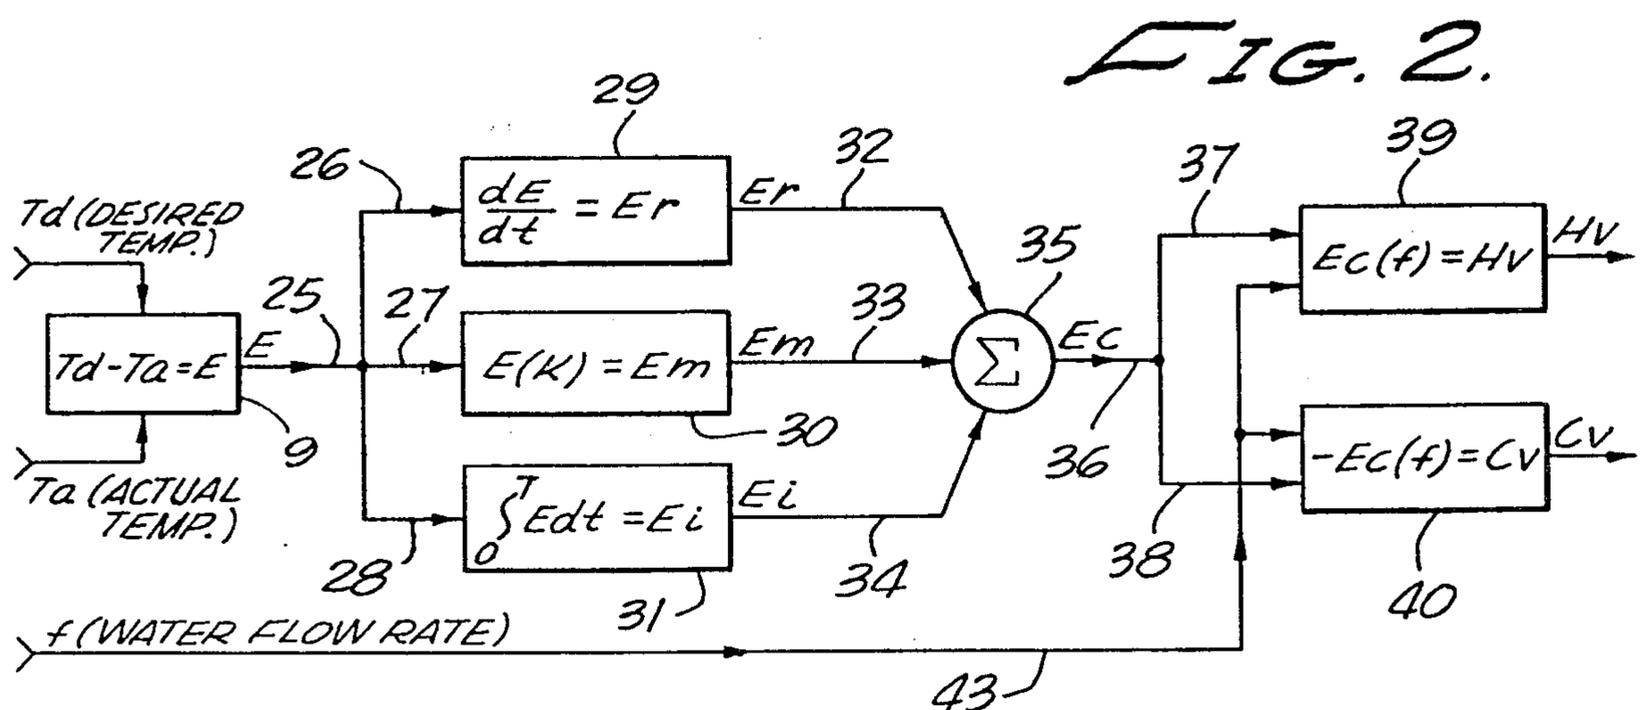 FIG. 2.
29
39
26
32
37
dE/dt = Er
Er
Td (DESIRED
TEMP.)
Hv
Ec(f) = Hv
35
25
27
33
E
Td-Ta=E
E(K) = Em
Em
Σ
Ec
9
30
36
Cv
-Ec(f)=Cv
Ta (ACTUAL
TEMP.)
∫₀ᵀ Edt = Ei
Ei
28
31
34
38
40
f (WATER FLOW RATE)
43